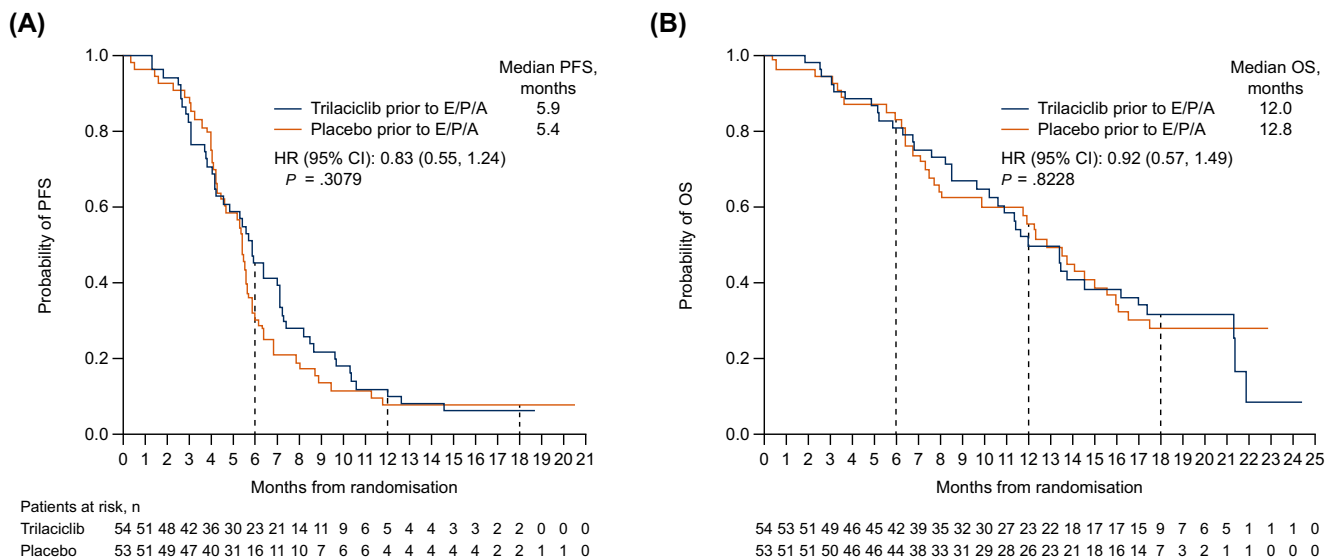 (A)
Probability of PFS
1.0
0.8
0.6
0.4
0.2
0.0
Median PFS, months
Trilaciclib prior to E/P/A 5.9
Placebo prior to E/P/A 5.4
HR (95% CI): 0.83 (0.55, 1.24)
P = .3079
0 1 2 3 4 5 6 7 8 9 10 11 12 13 14 15 16 17 18 19 20 21
Months from randomisation
Patients at risk, n
Trilaciclib 54 51 48 42 36 30 23 21 14 11 9 6 5 4 4 3 3 2 2 0 0 0
Placebo 53 51 49 47 40 31 16 11 10 7 6 6 4 4 4 4 4 2 2 1 1 0
(B)
Probability of OS
1.0
0.8
0.6
0.4
0.2
0.0
Median OS, months
Trilaciclib prior to E/P/A 12.0
Placebo prior to E/P/A 12.8
HR (95% CI): 0.92 (0.57, 1.49)
P = .8228
0 1 2 3 4 5 6 7 8 9 10 11 12 13 14 15 16 17 18 19 20 21 22 23 24 25
Months from randomisation
54 53 51 49 46 45 42 39 35 32 30 27 23 22 18 17 17 15 9 7 6 5 1 1 1 0
53 51 51 50 46 46 44 38 33 31 29 28 26 23 21 18 16 14 7 3 2 1 1 0 0 0